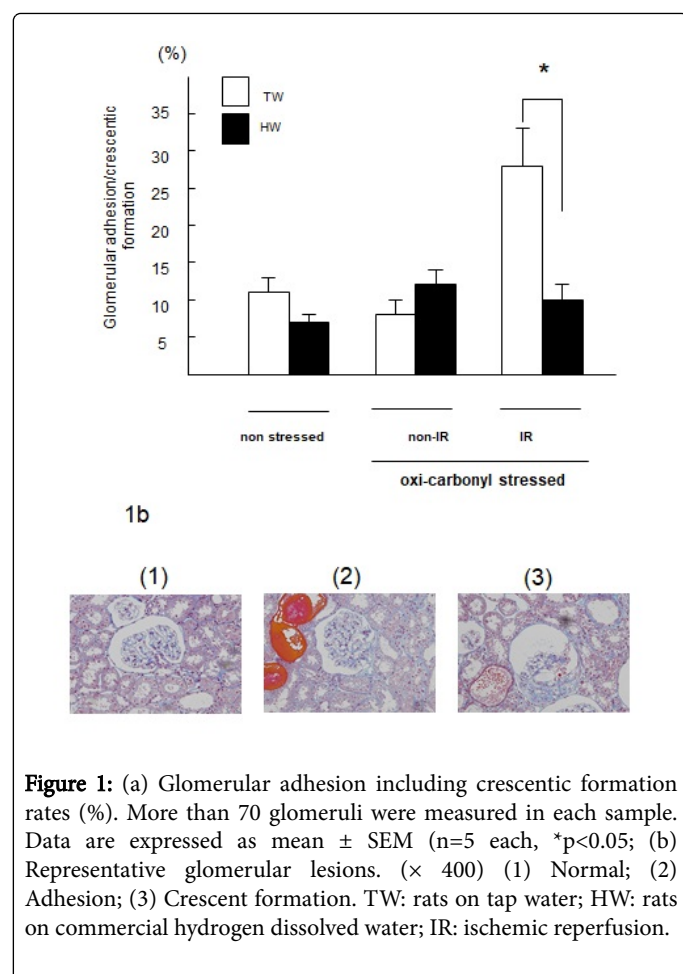 (%)
*
TW
HW
35
30
25
20
15
10
5
Glomerular adhesion/crescentic
formation
non stressed
non-IR
IR
oxi-carbonyl stressed
1b
(1)
(2)
(3)
Figure 1: (a) Glomerular adhesion including crescentic formation
rates (%). More than 70 glomeruli were measured in each sample.
Data are expressed as mean ± SEM (n=5 each, *p<0.05; (b)
Representative glomerular lesions. (× 400) (1) Normal; (2)
Adhesion; (3) Crescent formation. TW: rats on tap water; HW: rats
on commercial hydrogen dissolved water; IR: ischemic reperfusion.